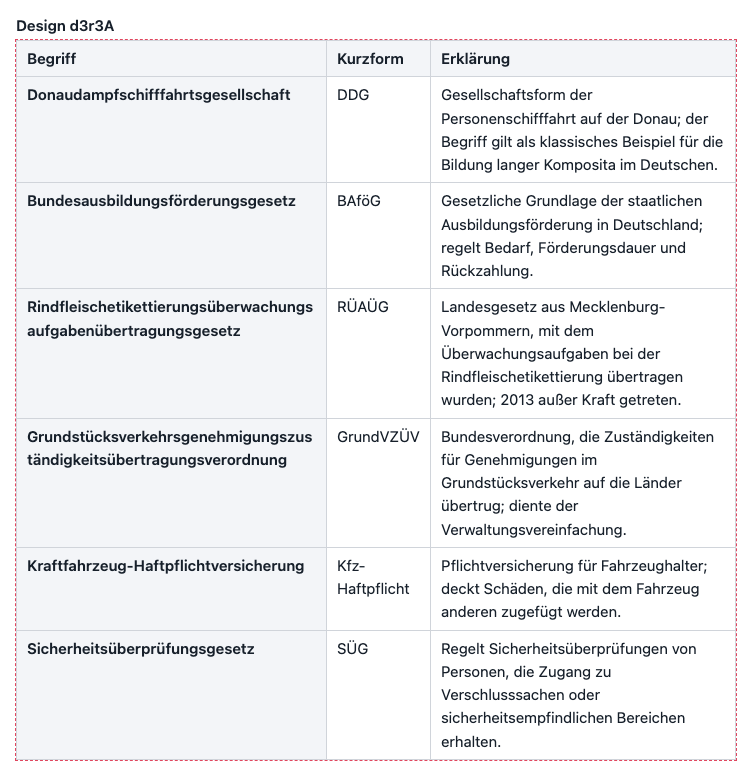 Design d3r3A
Begriff Kurzform Erklärung
Donaudampfschifffahrtsgesellschaft DDG Gesellschaftsform der
Personenschifffahrt auf der Donau; der
Begriff gilt als klassisches Beispiel für die
Bildung langer Komposita im Deutschen.
Bundesausbildungsförderungsgesetz BAföG Gesetzliche Grundlage der staatlichen
Ausbildungsförderung in Deutschland;
regelt Bedarf, Förderungsdauer und
Rückzahlung.
Rindfleischetikettierungsüberwachungs RÜAÜG Landesgesetz aus Mecklenburg-
aufgabenübertragungsgesetz Vorpommern, mit dem
Überwachungsaufgaben bei der
Rindfleischetikettierung übertragen
wurden; 2013 außer Kraft getreten.
Grundstücksverkehrsgenehmigungszus GrundVZÜV Bundesverordnung, die Zuständigkeiten
tändigkeitsübertragungsverordnung für Genehmigungen im
Grundstücksverkehr auf die Länder
übertrug; diente der
Verwaltungsvereinfachung.
Kraftfahrzeug-Haftpflichtversicherung Kfz- Pflichtversicherung für Fahrzeughalter;
Haftpflicht deckt Schäden, die mit dem Fahrzeug
anderen zugefügt werden.
Sicherheitsüberprüfungsgesetz SÜG Regelt Sicherheitsüberprüfungen von
Personen, die Zugang zu
Verschlusssachen oder
sicherheitsempfindlichen Bereichen
erhalten.